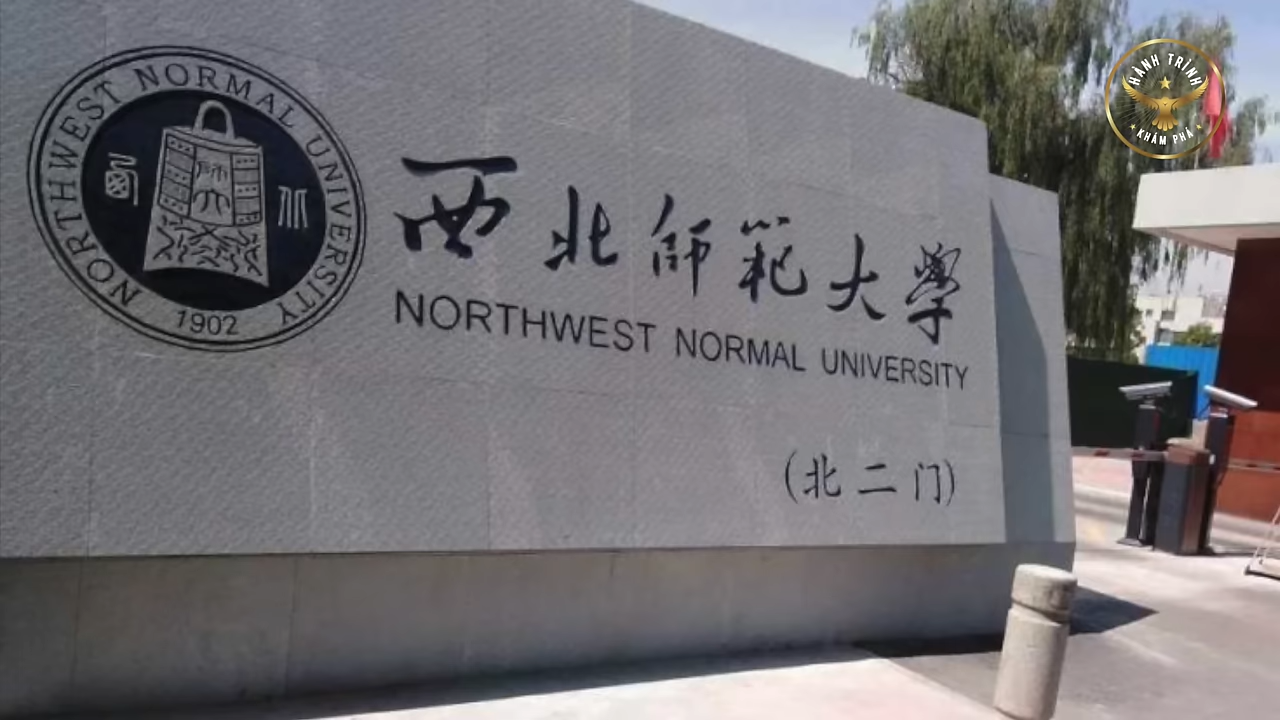 NORTHWEST NORMAL UNIVERSITY
1902
西北师範大學
NORTHWEST NORMAL UNIVERSITY
(北二门)
HÀNH TRÌNH
KHÁM PHÁ